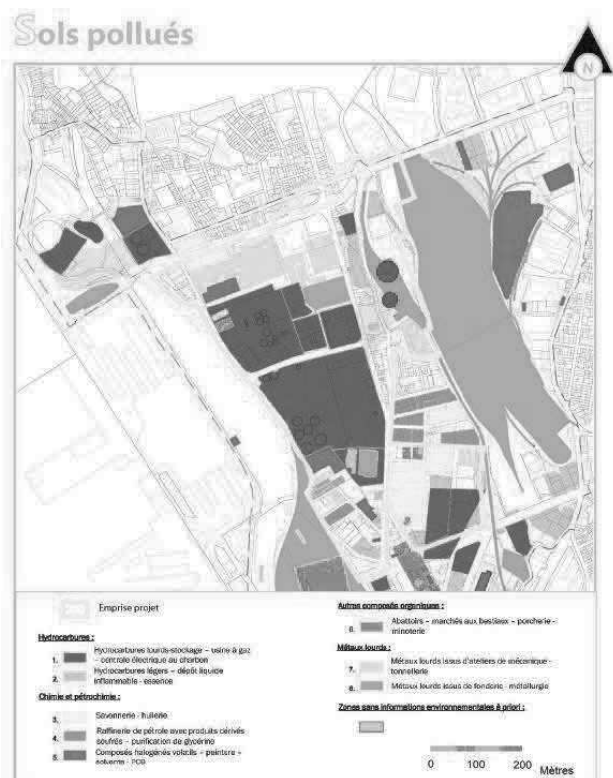 Sols pollués
N
Emprise projet
Hydrocarbures :
1. Hydrocarbures lourds-stockage - usine à gaz
- centrale électrique au charbon
2. Hydrocarbures légers - dépôt liquide
inflammable - essence
Chimie et pétrochimie :
3. Savonnerie - huilerie
4. Raffinerie de pétrole avec produits dérivés
soufrés - purification de glycérine
5. Composés halogénés volatils - peinture -
solvants - PCB
Autres composés organiques :
6. Abattoirs - marchés aux bestiaux - porcherie -
minoterie
Métaux lourds :
7. Métaux lourds issus d'ateliers de mécanique -
tonnellerie
8. Métaux lourds issus de fonderie - métallurgie
Zones sans informations environnementales à priori :
0 100 200 Mètres